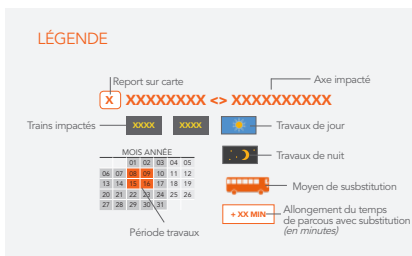 LÉGENDE
Report sur carte
Axe impacté
X XXXXXXXX <> XXXXXXXXXX
Trains impactés
XXXX XXXX
Travaux de jour
MOIS ANNÉE
01 02 03 04 05
06 07 08 09 10 11 12
13 14 15 16 17 18 19
20 21 22 23 24 25 26
27 28 29 30 31
Période travaux
Travaux de nuit
Moyen de susbstitution
+ XX MIN
Allongement du temps
de parcous avec substitution
(en minutes)